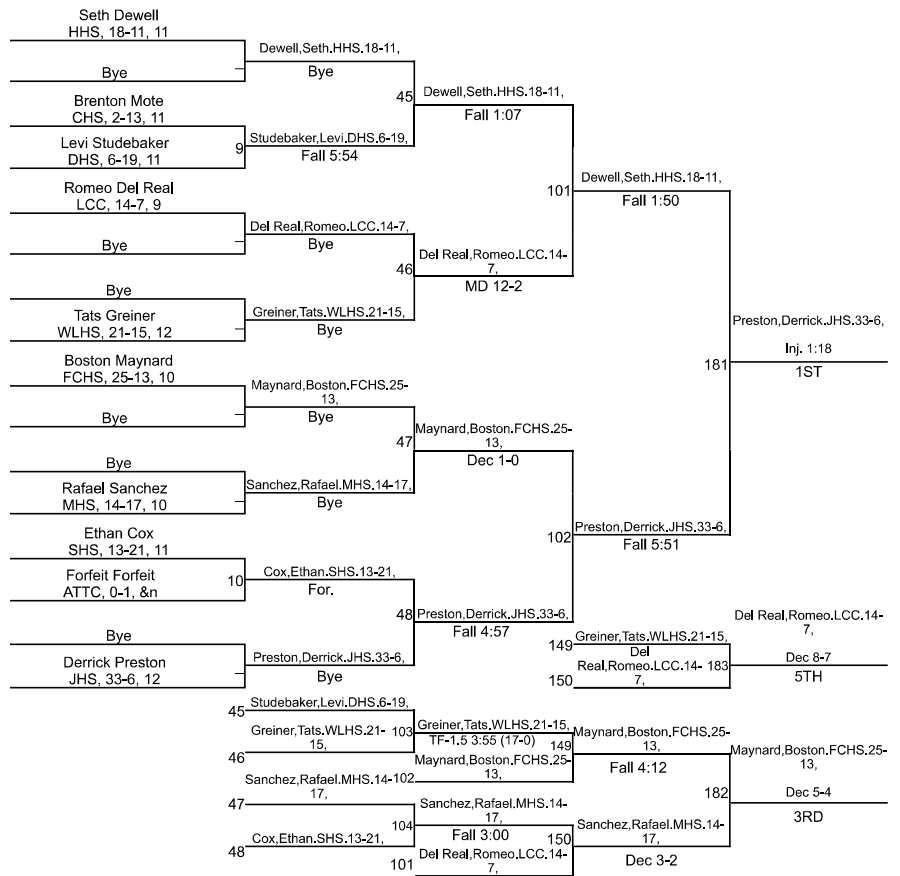 Seth Dewell
HHS, 18-11, 11
Dewell,Seth.HHS.18-11,
Bye
Bye
45
Dewell,Seth.HHS.18-11,
Fall 1:07
Brenton Mote
CHS, 2-13, 11
9
Studebaker,Levi.DHS.6-19,
Fall 5:54
Levi Studebaker
DHS, 6-19, 11
101
Dewell,Seth.HHS.18-11,
Fall 1:50
Romeo Del Real
LCC, 14-7, 9
Del Real,Romeo.LCC.14-7,
Bye
Bye
46
Del Real,Romeo.LCC.14-
7,
MD 12-2
Bye
Greiner,Tats.WLHS.21-15,
Bye
Tats Greiner
WLHS, 21-15, 12
181
Preston,Derrick.JHS.33-6,
Inj. 1:18
1ST
Boston Maynard
FCHS, 25-13, 10
Maynard,Boston.FCHS.25-
13,
Bye
Bye
47
Maynard,Boston.FCHS.25-
13,
Dec 1-0
Bye
Sanchez,Rafael.MHS.14-17,
Bye
Rafael Sanchez
MHS, 14-17, 10
102
Preston,Derrick.JHS.33-6,
Fall 5:51
Ethan Cox
SHS, 13-21, 11
10
Cox,Ethan.SHS.13-21,
For.
Forfeit Forfeit
ATTC, 0-1, &n
48
Preston,Derrick.JHS.33-6,
Fall 4:57
Bye
Preston,Derrick.JHS.33-6,
Bye
Derrick Preston
JHS, 33-6, 12
149
Greiner,Tats.WLHS.21-15,
Del
Real,Romeo.LCC.14-
7,
150
183
Del Real,Romeo.LCC.14-
7,
Dec 8-7
5TH
45
Studebaker,Levi.DHS.6-19,
Greiner,Tats.WLHS.21-
15,
46
103
Greiner,Tats.WLHS.21-15,
TF-1.5 3:55 (17-0)
149
Maynard,Boston.FCHS.25-
13,
102
Maynard,Boston.FCHS.25-
13,
Fall 4:12
182
Maynard,Boston.FCHS.25-
13,
Dec 5-4
3RD
Sanchez,Rafael.MHS.14-
17,
47
104
Sanchez,Rafael.MHS.14-
17,
Fall 3:00
150
Sanchez,Rafael.MHS.14-
17,
Dec 3-2
48
Cox,Ethan.SHS.13-21,
101
Del Real,Romeo.LCC.14-
7,